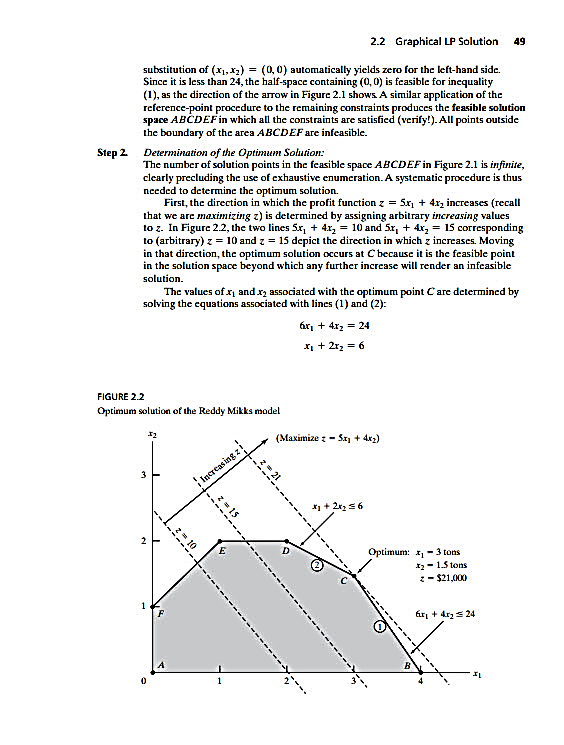 2.2 Graphical LP Solution 49
substitution of (x₁, x₂) = (0, 0) automatically yields zero for the left-hand side.
Since it is less than 24, the half-space containing (0, 0) is feasible for inequality
(1), as the direction of the arrow in Figure 2.1 shows. A similar application of the
reference-point procedure to the remaining constraints produces the feasible solution
space ABCDEF in which all the constraints are satisfied (verify!). All points outside
the boundary of the area ABCDEF are infeasible.
Step 2. Determination of the Optimum Solution:
The number of solution points in the feasible space ABCDEF in Figure 2.1 is infinite,
clearly precluding the use of exhaustive enumeration. A systematic procedure is thus
needed to determine the optimum solution.
First, the direction in which the profit function z = 5x₁ + 4x₂ increases (recall
that we are maximizing z) is determined by assigning arbitrary increasing values
to z. In Figure 2.2, the two lines 5x₁ + 4x₂ = 10 and 5x₁ + 4x₂ = 15 corresponding
to (arbitrary) z = 10 and z = 15 depict the direction in which z increases. Moving
in that direction, the optimum solution occurs at C because it is the feasible point
in the solution space beyond which any further increase will render an infeasible
solution.
The values of x₁ and x₂ associated with the optimum point C are determined by
solving the equations associated with lines (1) and (2):
6x₁ + 4x₂ = 24
x₁ + 2x₂ = 6
FIGURE 2.2
Optimum solution of the Reddy Mikks model
x₂
(Maximize z = 5x₁ + 4x₂)
Increasing z
z = 21
3
z = 15
x₁ + 2x₂ ≤ 6
z = 10
2
E
D
Optimum: x₁ = 3 tons
x₂ = 1.5 tons
z = $21,000
2
C
1
F
6x₁ + 4x₂ ≤ 24
1
A
B
x₁
0 1 2 3 4